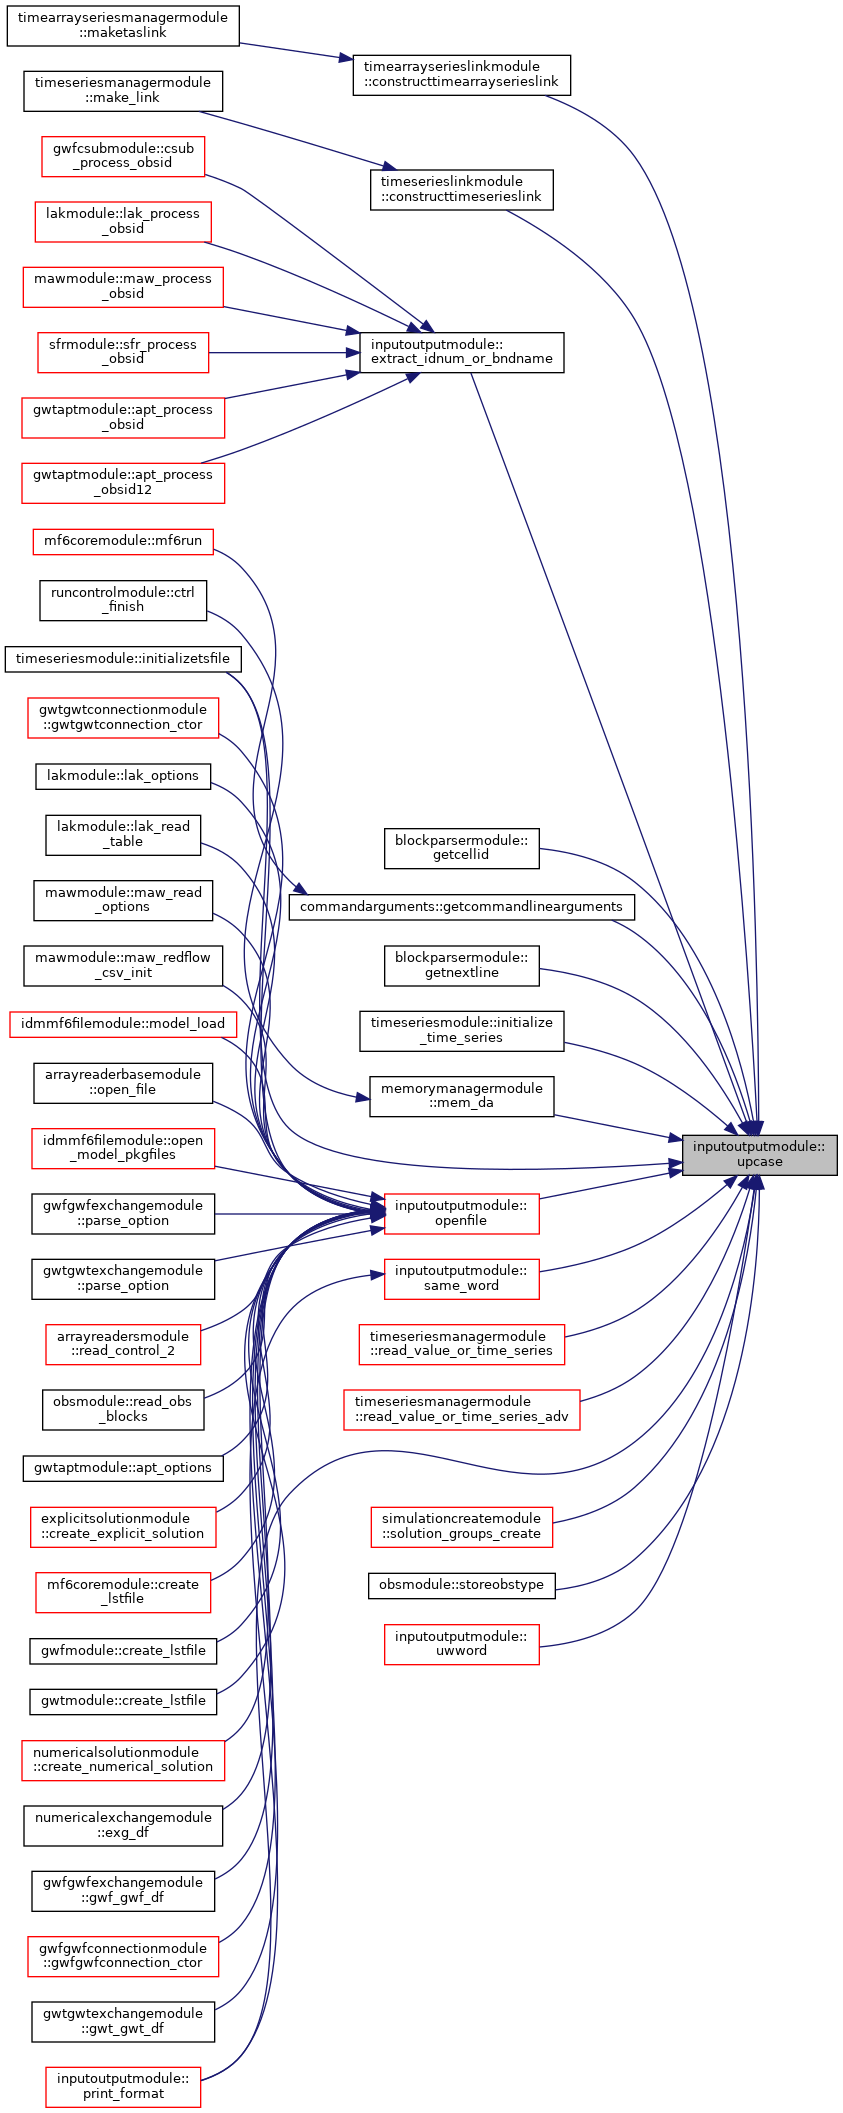 timearrayseriesmanagermodule
::maketaslink
timeseriesmanagermodule
::make_link
gwfcsubmodule::csub
_process_obsid
lakmodule::lak_process
_obsid
mawmodule::maw_process
_obsid
sfrmodule::sfr_process
_obsid
gwtaptmodule::apt_process
_obsid
gwtaptmodule::apt_process
_obsid12
mf6coremodule::mf6run
runcontrolmodule::ctrl
_finish
timeseriesmodule::initializetsfile
gwtgwtconnectionmodule
::gwtgwtconnection_ctor
lakmodule::lak_options
lakmodule::lak_read
_table
mawmodule::maw_read
_options
mawmodule::maw_redflow
_csv_init
idmmf6filemodule::model_load
arrayreaderbasemodule
::open_file
idmmf6filemodule::open
_model_pkgfiles
gwfgwfexchangemodule
::parse_option
gwtgwtexchangemodule
::parse_option
arrayreadersmodule
::read_control_2
obsmodule::read_obs
_blocks
gwtaptmodule::apt_options
explicitsolutionmodule
::create_explicit_solution
mf6coremodule::create
_lstfile
gwfmodule::create_lstfile
gwtmodule::create_lstfile
numericalsolutionmodule
::create_numerical_solution
numericalexchangemodule
::exg_df
gwfgwfexchangemodule
::gwf_gwf_df
gwfgwfconnectionmodule
::gwfgwfconnection_ctor
gwtgwtexchangemodule
::gwt_gwt_df
inputoutputmodule::
print_format
timearrayserieslinkmodule
::constructtimearrayserieslink
timeserieslinkmodule
::constructtimeserieslink
inputoutputmodule::
extract_idnum_or_bndname
blockparsermodule::
getcellid
commandarguments::getcommandlinearguments
blockparsermodule::
getnextline
timeseriesmodule::initialize
_time_series
memorymanagermodule
::mem_da
inputoutputmodule::
openfile
inputoutputmodule::
same_word
timeseriesmanagermodule
::read_value_or_time_series
timeseriesmanagermodule
::read_value_or_time_series_adv
simulationcreatemodule
::solution_groups_create
obsmodule::storeobstype
inputoutputmodule::
uwword
inputoutputmodule::
upcase